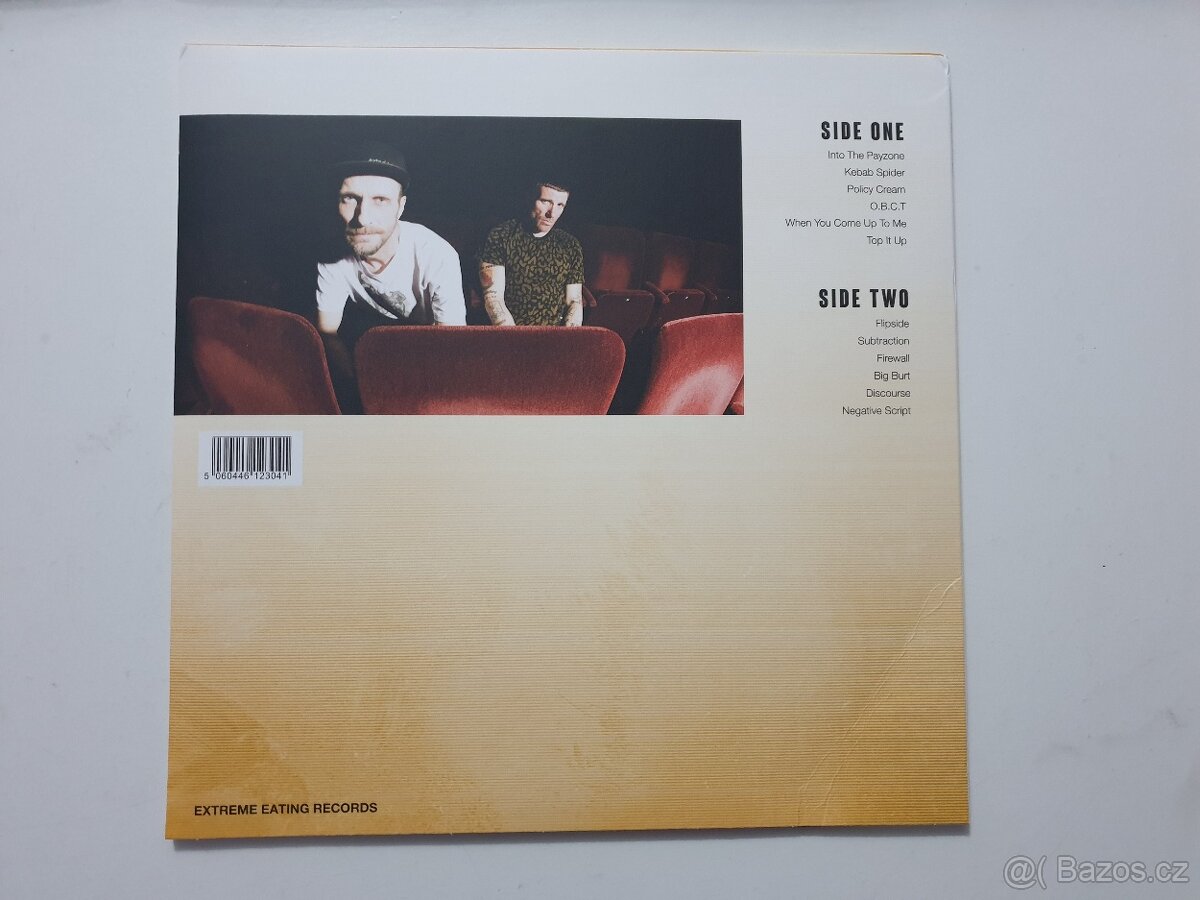 SIDE ONE
Into The Payzone
Kebab Spider
Policy Cream
O.B.C.T
When You Come Up To Me
Top It Up
SIDE TWO
Flipside
Subtraction
Firewall
Big Burt
Discourse
Negative Script
5 060446 123041
EXTREME EATING RECORDS
@( Bazos.cz